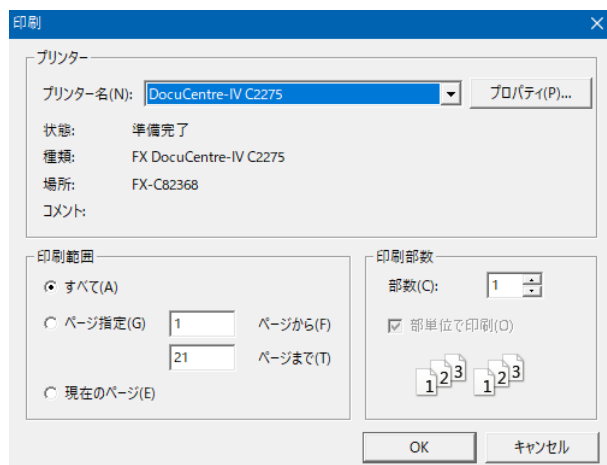 印刷
プリンター
プリンター名(N): DocuCentre-IV C2275 プロパティ(P)...
状態: 準備完了
種類: FX DocuCentre-IV C2275
場所: FX-C82368
コメント:
印刷範囲
すべて(A)
ページ指定(G) 1 ページから(F)
21 ページまで(T)
現在のページ(E)
印刷部数
部数(C): 1
部単位で印刷(O)
1 2 3 1 2 3
OK キャンセル